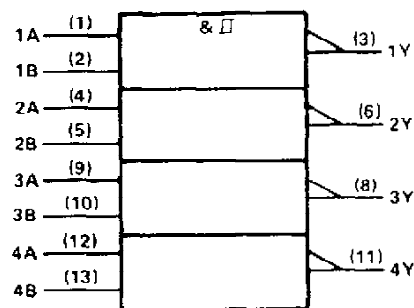 & ⎎
1A (1)
1B (2)
(3) 1Y
2A (4)
2B (5)
(6) 2Y
3A (9)
3B (10)
(8) 3Y
4A (12)
4B (13)
(11) 4Y